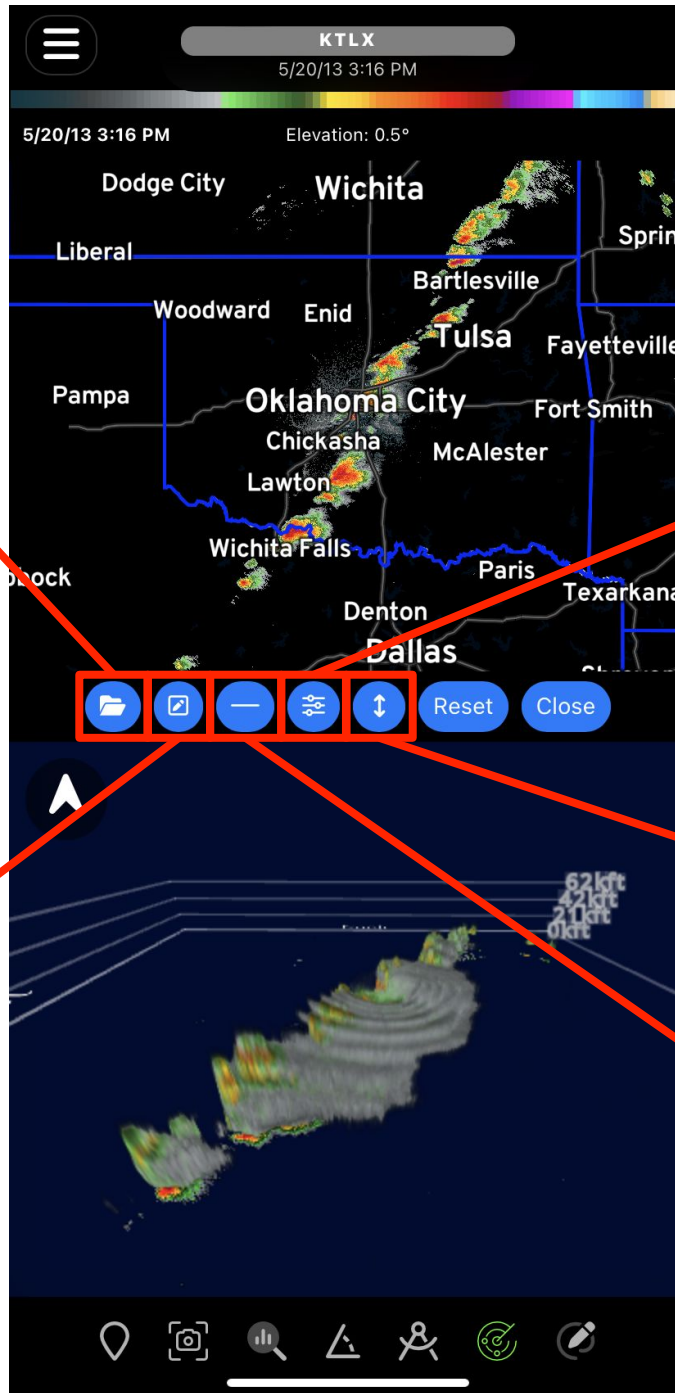 KTLX
5/20/13 3:16 PM
5/20/13 3:16 PM Elevation: 0.5°
Dodge City Wichita
Liberal Sprin
Bartlesville
Woodward Enid
Tulsa Fayetteville
Pampa Oklahoma City Fort Smith
Chickasha McAlester
Lawton
Wichita Falls
bock Paris
Texarkana
Denton
Dallas
Reset Close
62kft
42kft
21kft
0kft